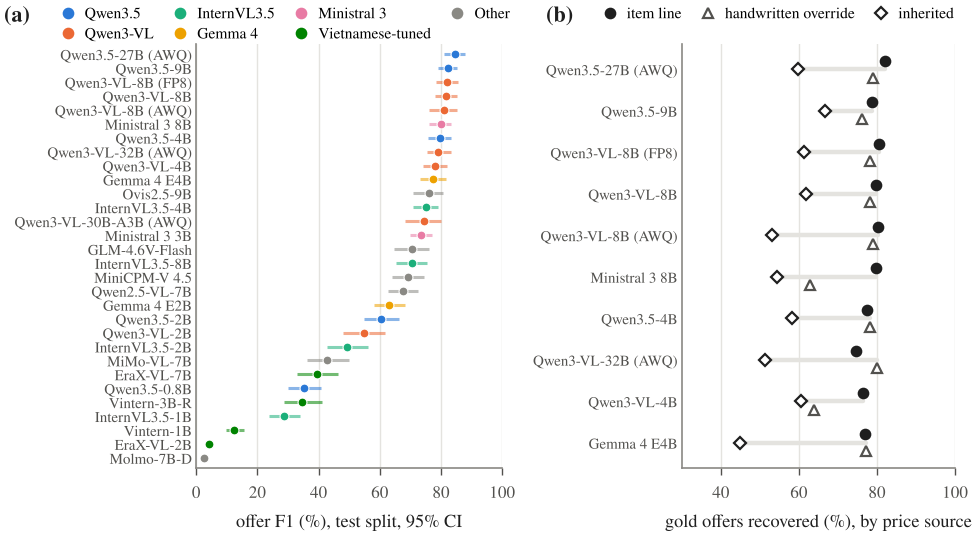 (a)
Qwen3.5
InternVL3.5
Ministral 3
Other
Qwen3-VL
Gemma 4
Vietnamese-tuned
Qwen3.5-27B (AWQ)
Qwen3.5-9B
Qwen3-VL-8B (FP8)
Qwen3-VL-8B
Qwen3-VL-8B (AWQ)
Ministral 3 8B
Qwen3.5-4B
Qwen3-VL-32B (AWQ)
Qwen3-VL-4B
Gemma 4 E4B
Ovis2.5-9B
InternVL3.5-4B
Qwen3-VL-30B-A3B (AWQ)
Ministral 3 3B
GLM-4.6V-Flash
InternVL3.5-8B
MiniCPM-V 4.5
Qwen2.5-VL-7B
Gemma 4 E2B
Qwen3.5-2B
Qwen3-VL-2B
InternVL3.5-2B
MiMo-VL-7B
EraX-VL-7B
Qwen3.5-0.8B
Vintern-3B-R
InternVL3.5-1B
Vintern-1B
EraX-VL-2B
Molmo-7B-D
0 20 40 60 80 100
offer F1 (%), test split, 95% CI
(b)
item line
handwritten override
inherited
Qwen3.5-27B (AWQ)
Qwen3.5-9B
Qwen3-VL-8B (FP8)
Qwen3-VL-8B
Qwen3-VL-8B (AWQ)
Ministral 3 8B
Qwen3.5-4B
Qwen3-VL-32B (AWQ)
Qwen3-VL-4B
Gemma 4 E4B
40 60 80 100
gold offers recovered (%), by price source